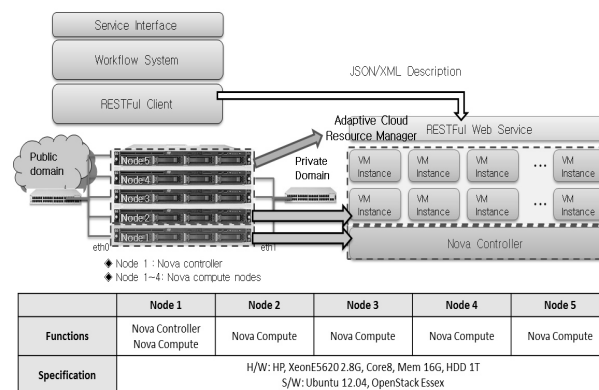 Service Interface
Workflow System
RESTFul Client
JSON/XML Description
Adaptive Cloud
Resource Manager
RESTFul Web Service
Public
domain
Private
Domain
Node5
Node4
Node3
Node2
Node1
eth0
eth1
VM
Instance
VM
Instance
VM
Instance
...
VM
Instance
VM
Instance
VM
Instance
VM
Instance
...
VM
Instance
Nova Controller
◈ Node 1 : Nova controller
◈ Node 1~4: Nova compute nodes
Node 1 Node 2 Node 3 Node 4 Node 5
Functions Nova Controller Nova Compute Nova Compute Nova Compute Nova Compute Nova Compute
Specification H/W: HP, XeonE5620 2.8G, Core8, Mem 16G, HDD 1T
S/W: Ubuntu 12.04, OpenStack Essex